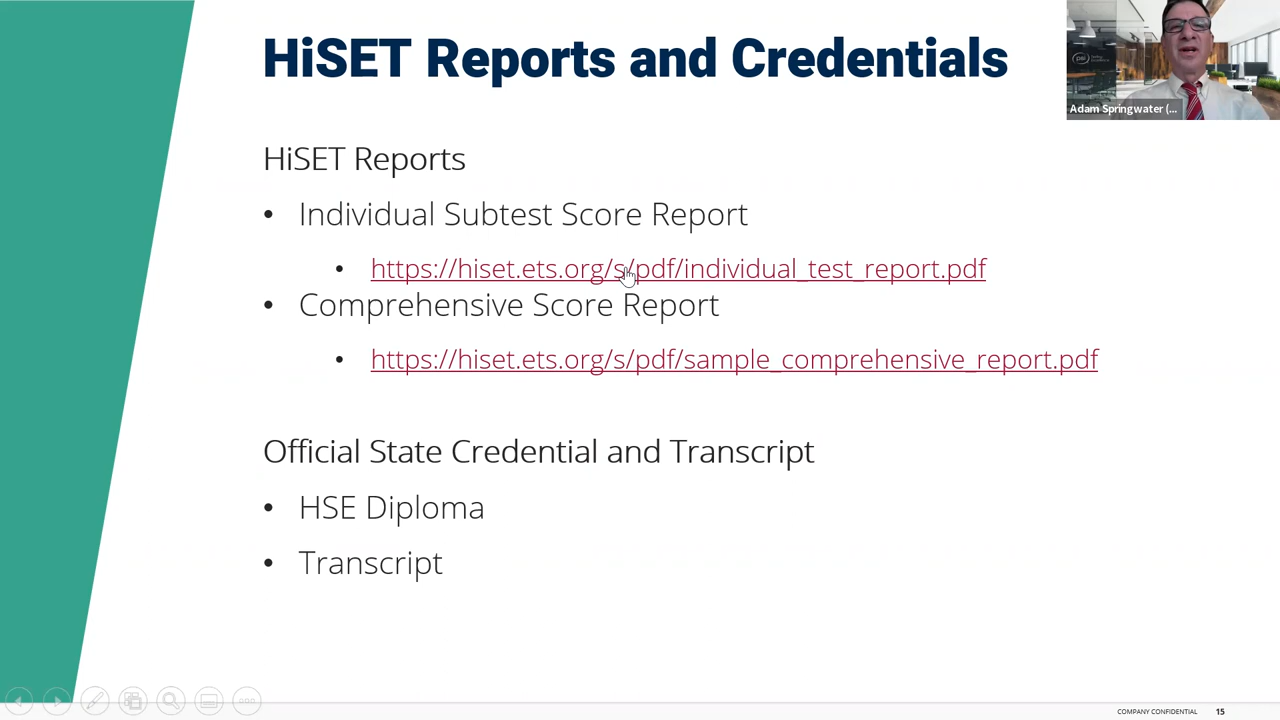 HiSET Reports and Credentials
Adam Springwater (...
HiSET Reports
• Individual Subtest Score Report
• https://hiset.ets.org/s/pdf/individual_test_report.pdf
• Comprehensive Score Report
• https://hiset.ets.org/s/pdf/sample_comprehensive_report.pdf
Official State Credential and Transcript
• HSE Diploma
• Transcript
COMPANY CONFIDENTIAL 15